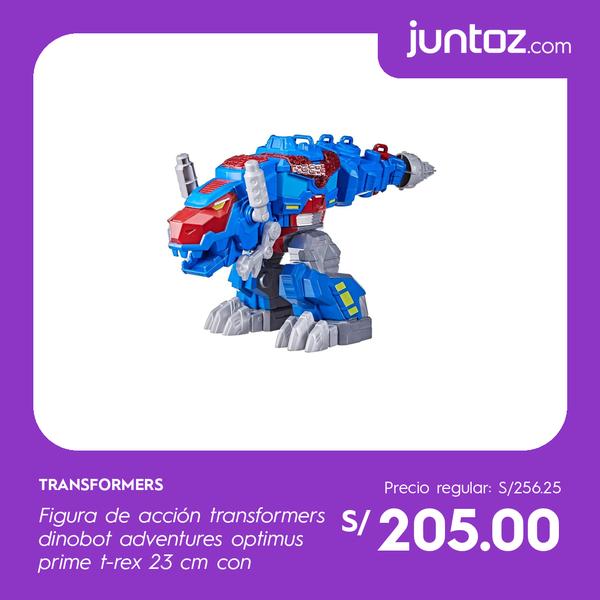 juntoz.com
TRANSFORMERS
Precio regular: S/256.25
Figura de acción transformers
dinobot adventures optimus
prime t-rex 23 cm con
S/ 205.00